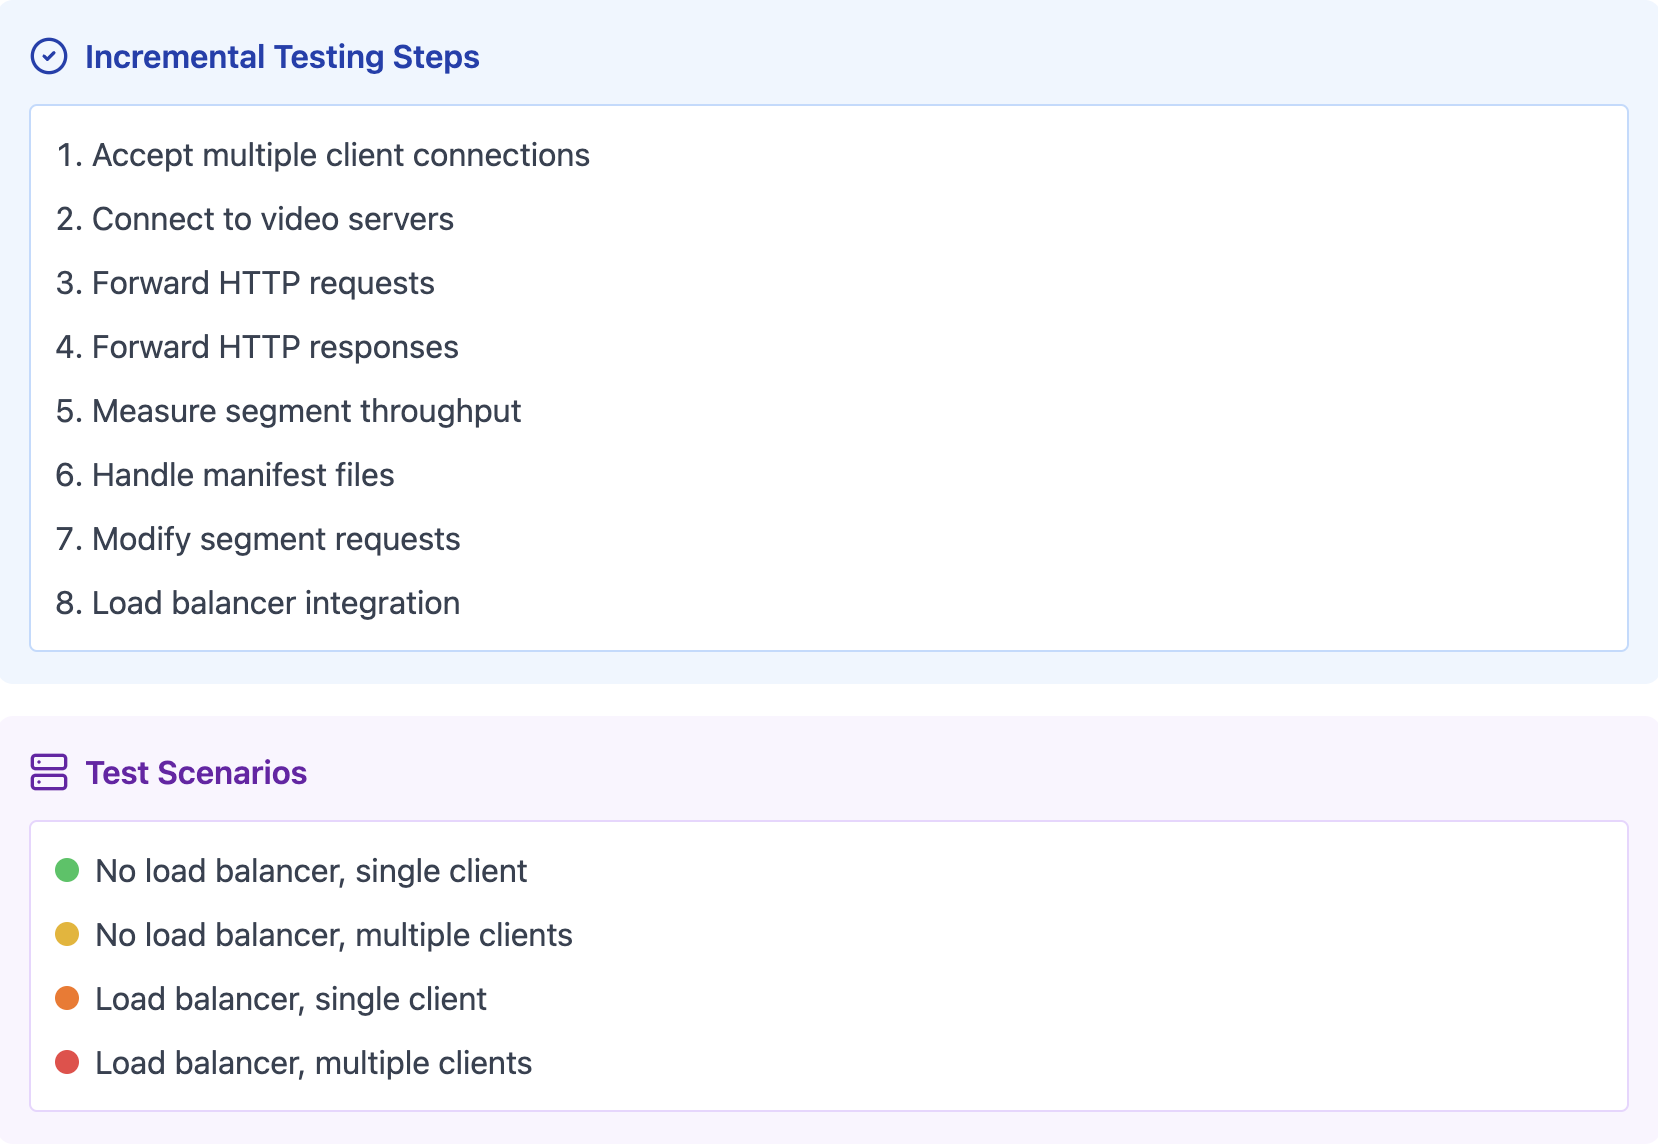 Incremental Testing Steps
1. Accept multiple client connections
2. Connect to video servers
3. Forward HTTP requests
4. Forward HTTP responses
5. Measure segment throughput
6. Handle manifest files
7. Modify segment requests
8. Load balancer integration
Test Scenarios
No load balancer, single client
No load balancer, multiple clients
Load balancer, single client
Load balancer, multiple clients